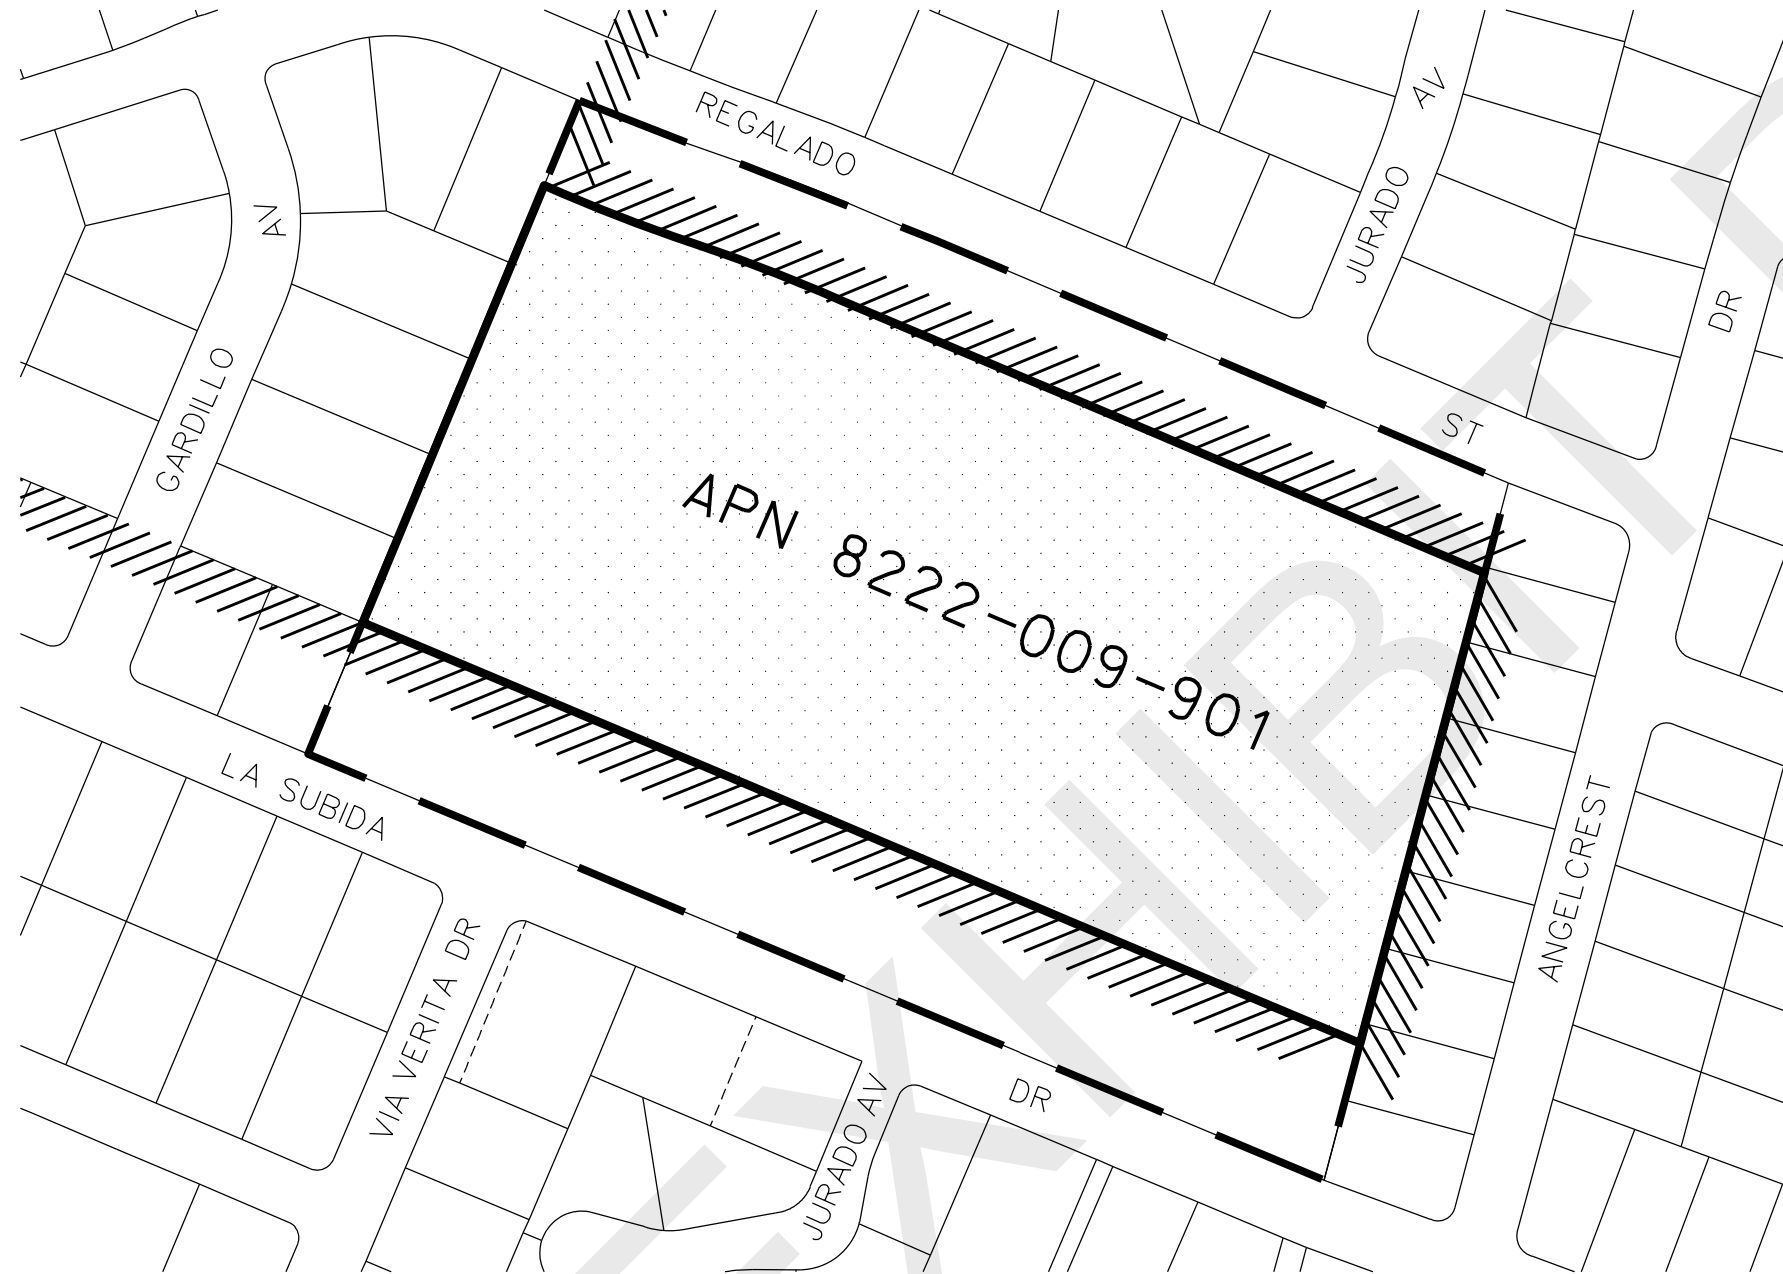 REGALADO
ST
JURADO AV
DR
AV
GARDILLO
APN 8222-009-901
LA SUBIDA
DR
VIA VERITA DR
JURADO AV
ANGELCREST
EXHIBIT